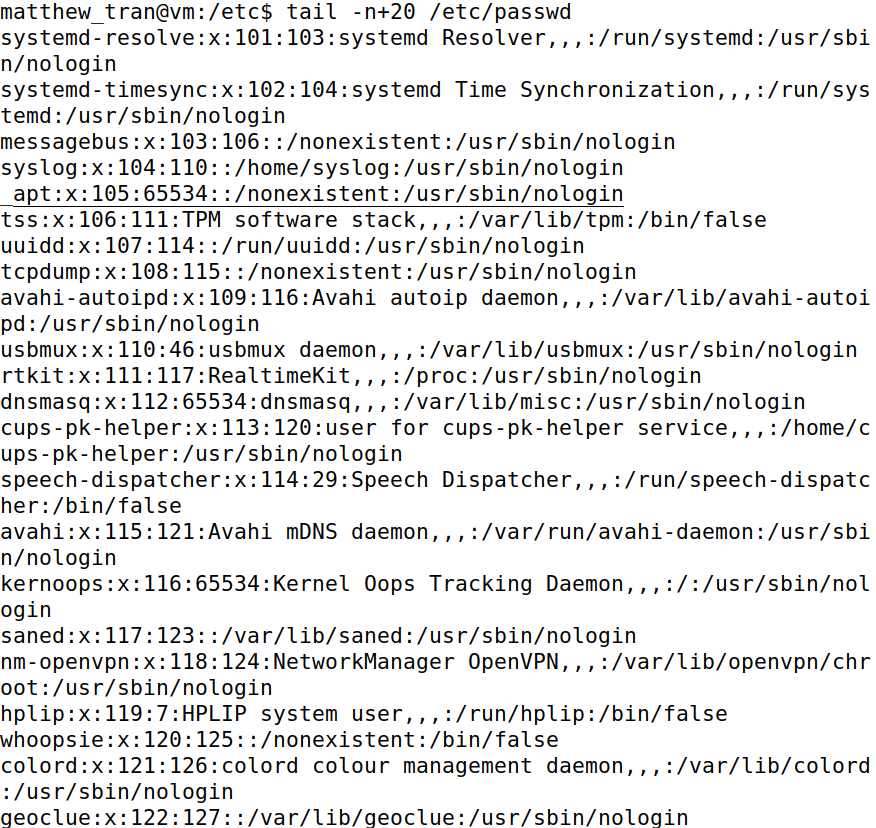 matthew_tran@vm:/etc$ tail -n+20 /etc/passwd
systemd-resolve:x:101:103:systemd Resolver,,,:/run/systemd:/usr/sbi
n/nologin
systemd-timesync:x:102:104:systemd Time Synchronization,,,:/run/sys
temd:/usr/sbin/nologin
messagebus:x:103:106::/nonexistent:/usr/sbin/nologin
syslog:x:104:110::/home/syslog:/usr/sbin/nologin
_apt:x:105:65534::/nonexistent:/usr/sbin/nologin
tss:x:106:111:TPM software stack,,,:/var/lib/tpm:/bin/false
uuidd:x:107:114::/run/uuidd:/usr/sbin/nologin
tcpdump:x:108:115::/nonexistent:/usr/sbin/nologin
avahi-autoipd:x:109:116:Avahi autoip daemon,,,:/var/lib/avahi-autoi
pd:/usr/sbin/nologin
usbmux:x:110:46:usbmux daemon,,,:/var/lib/usbmux:/usr/sbin/nologin
rtkit:x:111:117:RealtimeKit,,,:/proc:/usr/sbin/nologin
dnsmasq:x:112:65534:dnsmasq,,,:/var/lib/misc:/usr/sbin/nologin
cups-pk-helper:x:113:120:user for cups-pk-helper service,,,:/home/c
ups-pk-helper:/usr/sbin/nologin
speech-dispatcher:x:114:29:Speech Dispatcher,,,:/run/speech-dispatc
her:/bin/false
avahi:x:115:121:Avahi mDNS daemon,,,:/var/run/avahi-daemon:/usr/sbi
n/nologin
kernoops:x:116:65534:Kernel Oops Tracking Daemon,,,:/:/usr/sbin/nol
ogin
saned:x:117:123::/var/lib/saned:/usr/sbin/nologin
nm-openvpn:x:118:124:NetworkManager OpenVPN,,,:/var/lib/openvpn/chr
oot:/usr/sbin/nologin
hplip:x:119:7:HPLIP system user,,,:/run/hplip:/bin/false
whoopsie:x:120:125::/nonexistent:/bin/false
colord:x:121:126:colord colour management daemon,,,:/var/lib/colord
:/usr/sbin/nologin
geoclue:x:122:127::/var/lib/geoclue:/usr/sbin/nologin